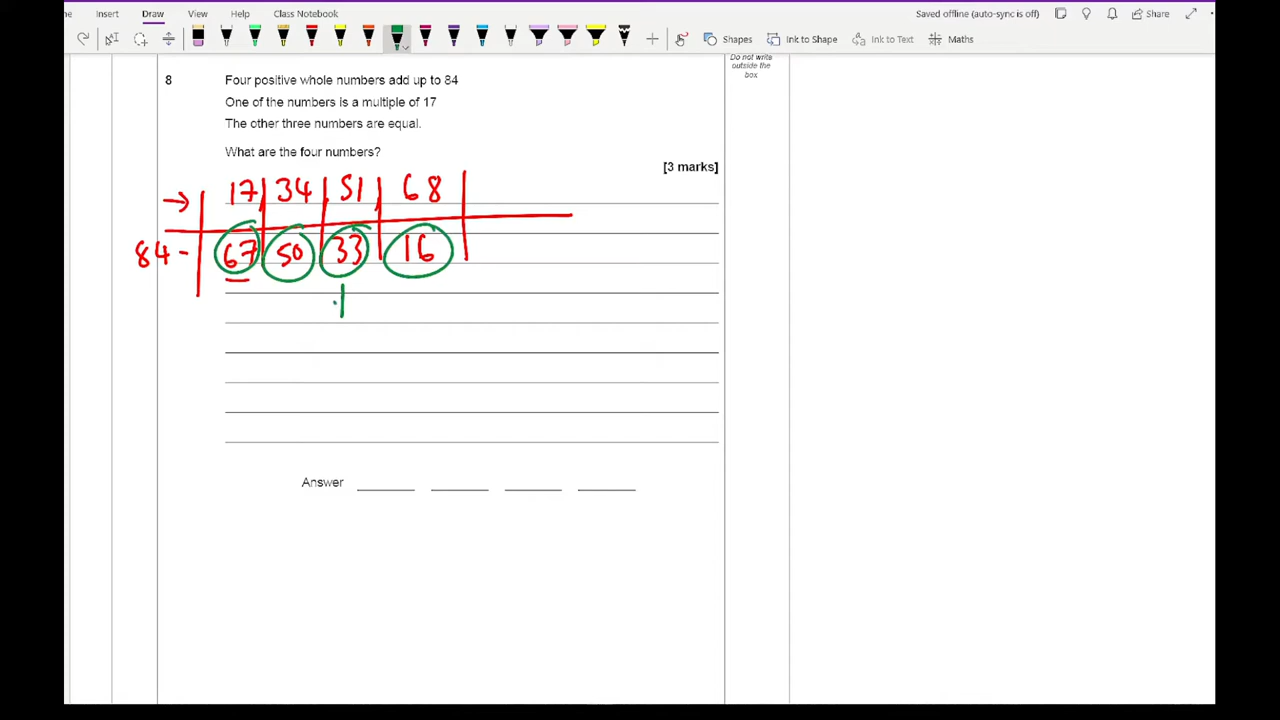 me Insert Draw View Help Class Notebook Saved offline (auto-sync is off) Share
Shapes Ink to Shape Ink to Text Maths
Do not write
outside the
box
8 Four positive whole numbers add up to 84
One of the numbers is a multiple of 17
The other three numbers are equal.
What are the four numbers?
[3 marks]
→ 17 34 51 68
84 - 67 50 33 16
Answer